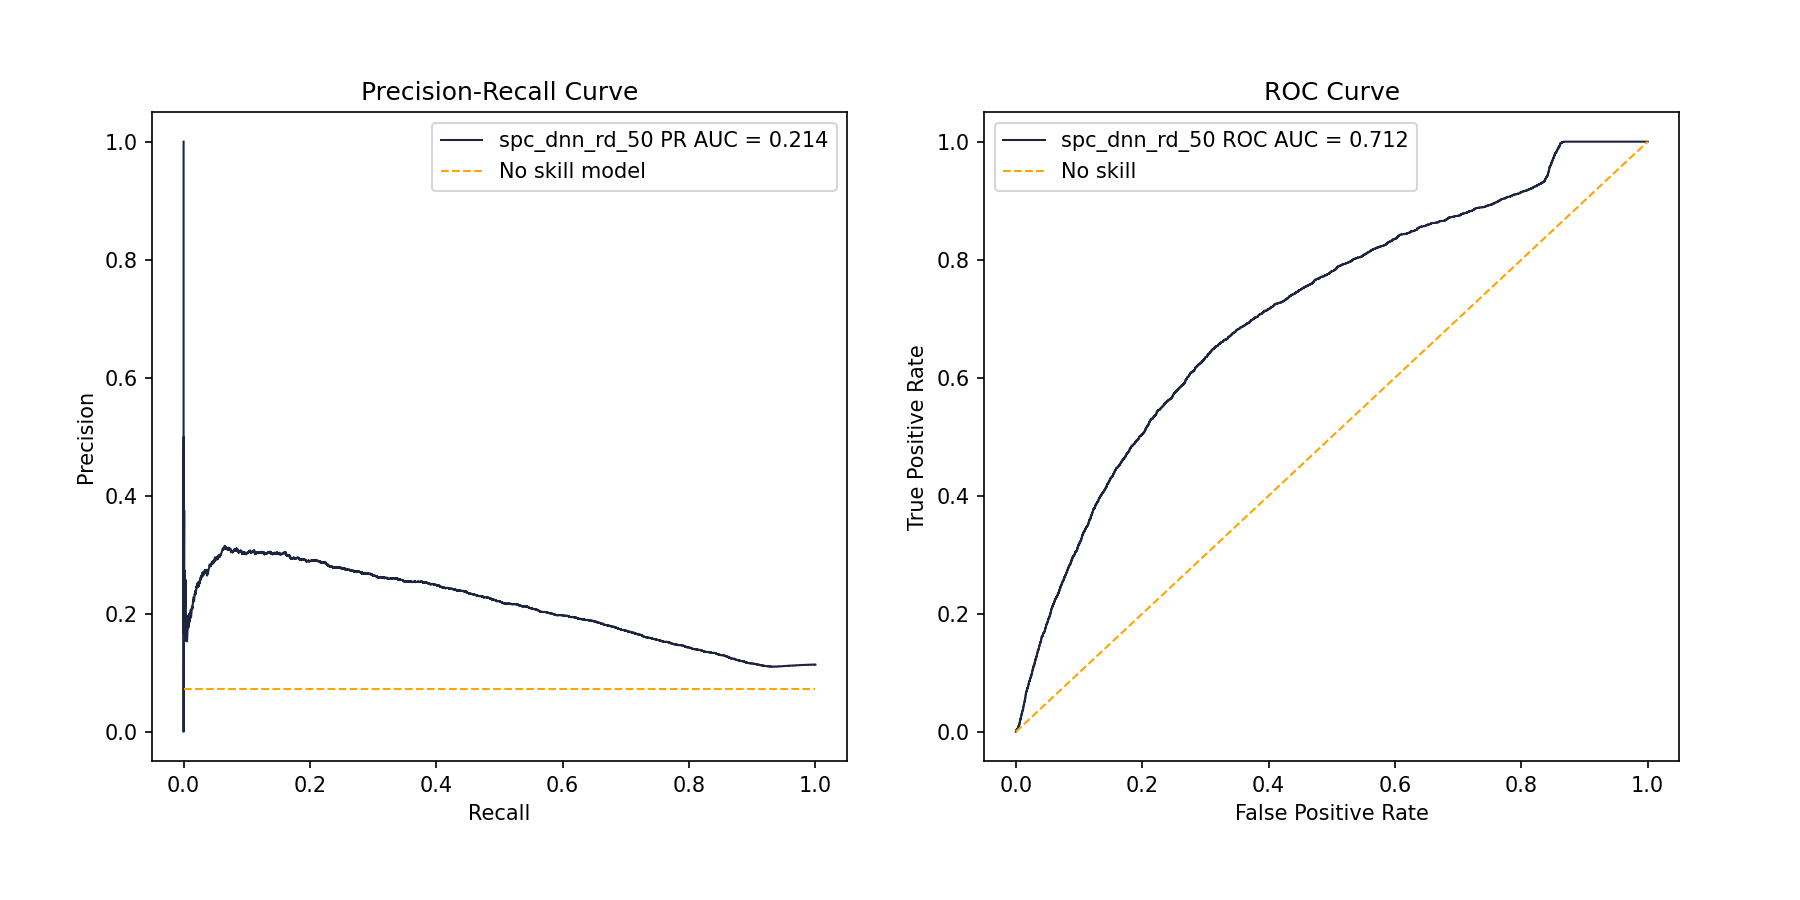 Precision-Recall Curve
spc_dnn_rd_50 PR AUC = 0.214
No skill model
1.0
0.8
0.6
0.4
0.2
0.0
Precision
0.0 0.2 0.4 0.6 0.8 1.0
Recall
ROC Curve
spc_dnn_rd_50 ROC AUC = 0.712
No skill
1.0
0.8
0.6
0.4
0.2
0.0
True Positive Rate
0.0 0.2 0.4 0.6 0.8 1.0
False Positive Rate